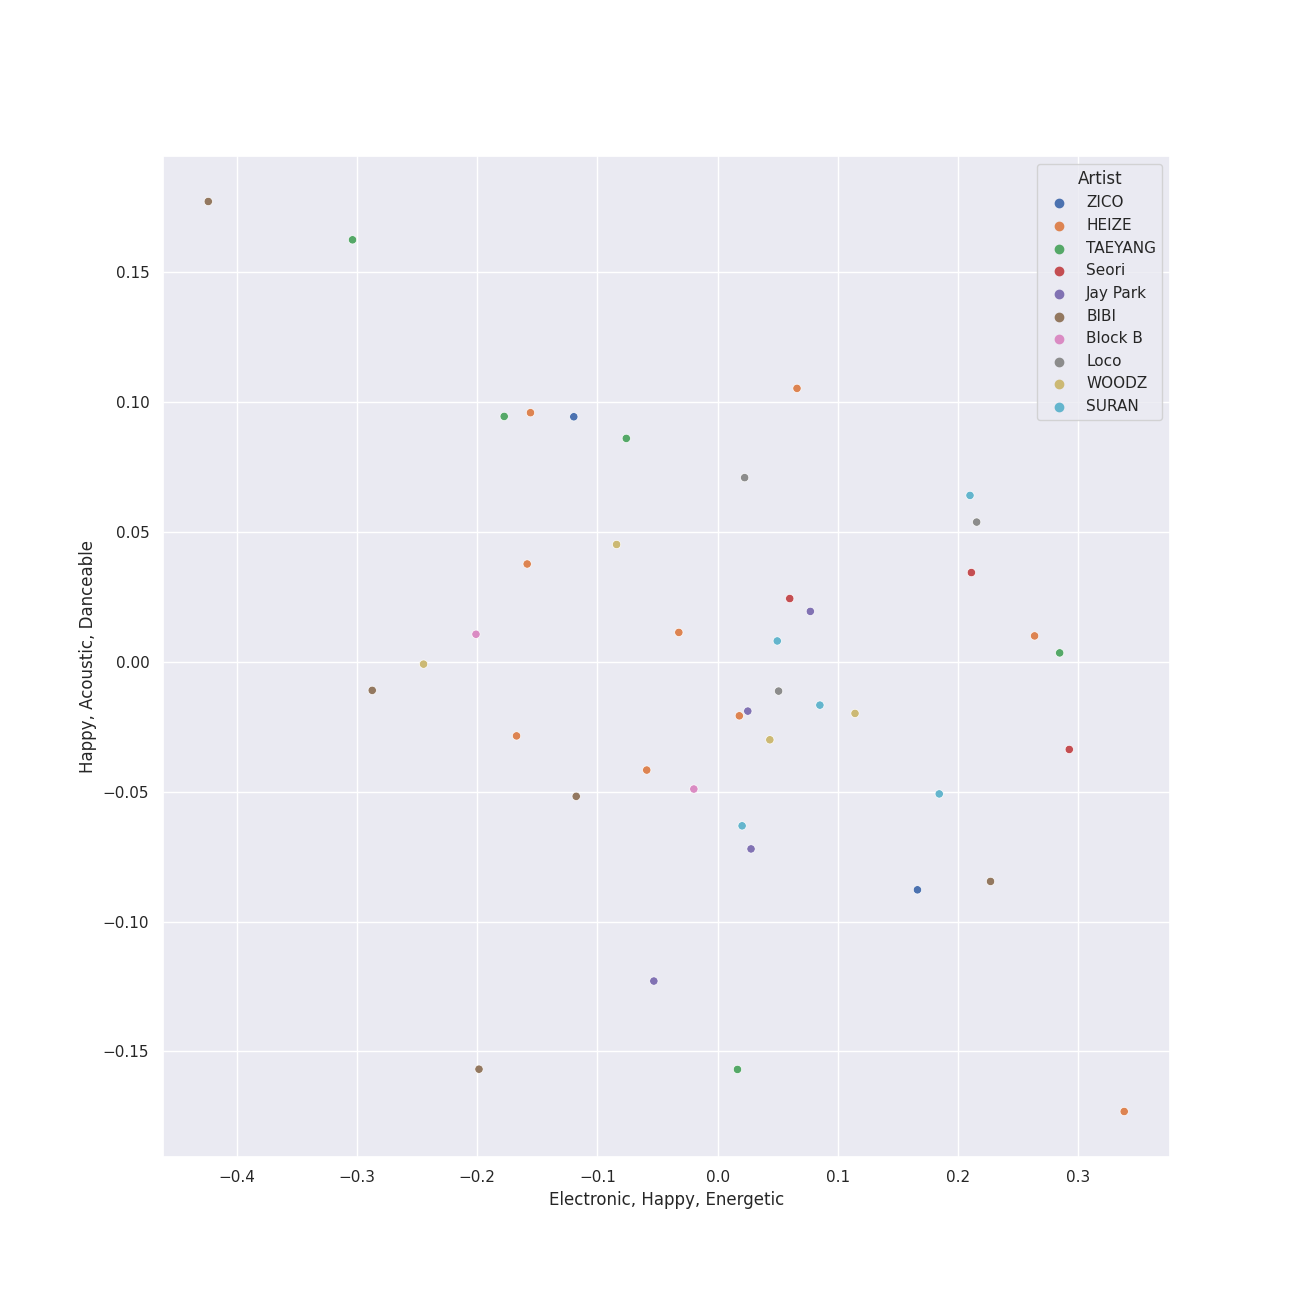 Artist
ZICO
HEIZE
TAEYANG
Seori
Jay Park
BIBI
Block B
Loco
WOODZ
SURAN
0.15
0.10
0.05
0.00
−0.05
−0.10
−0.15
Happy, Acoustic, Danceable
−0.4 −0.3 −0.2 −0.1 0.0 0.1 0.2 0.3
Electronic, Happy, Energetic